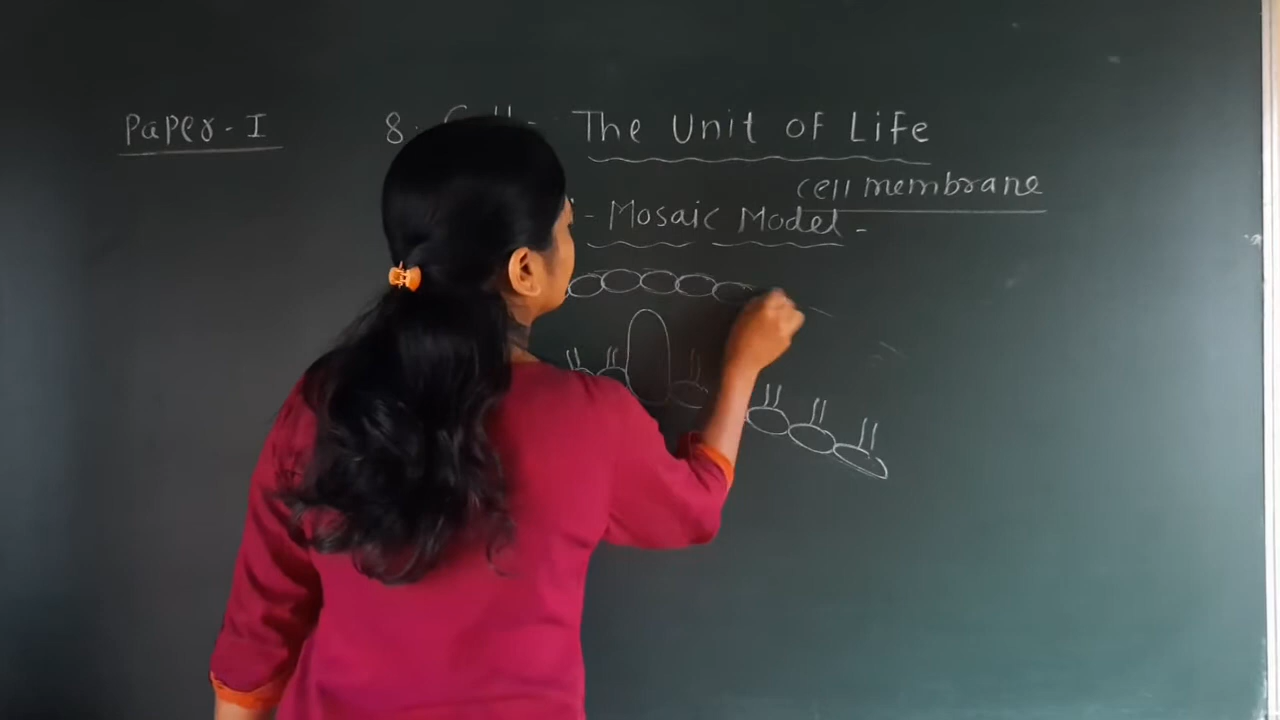 Paper-I
8. The Unit of Life
cell membrane
- Mosaic Model -